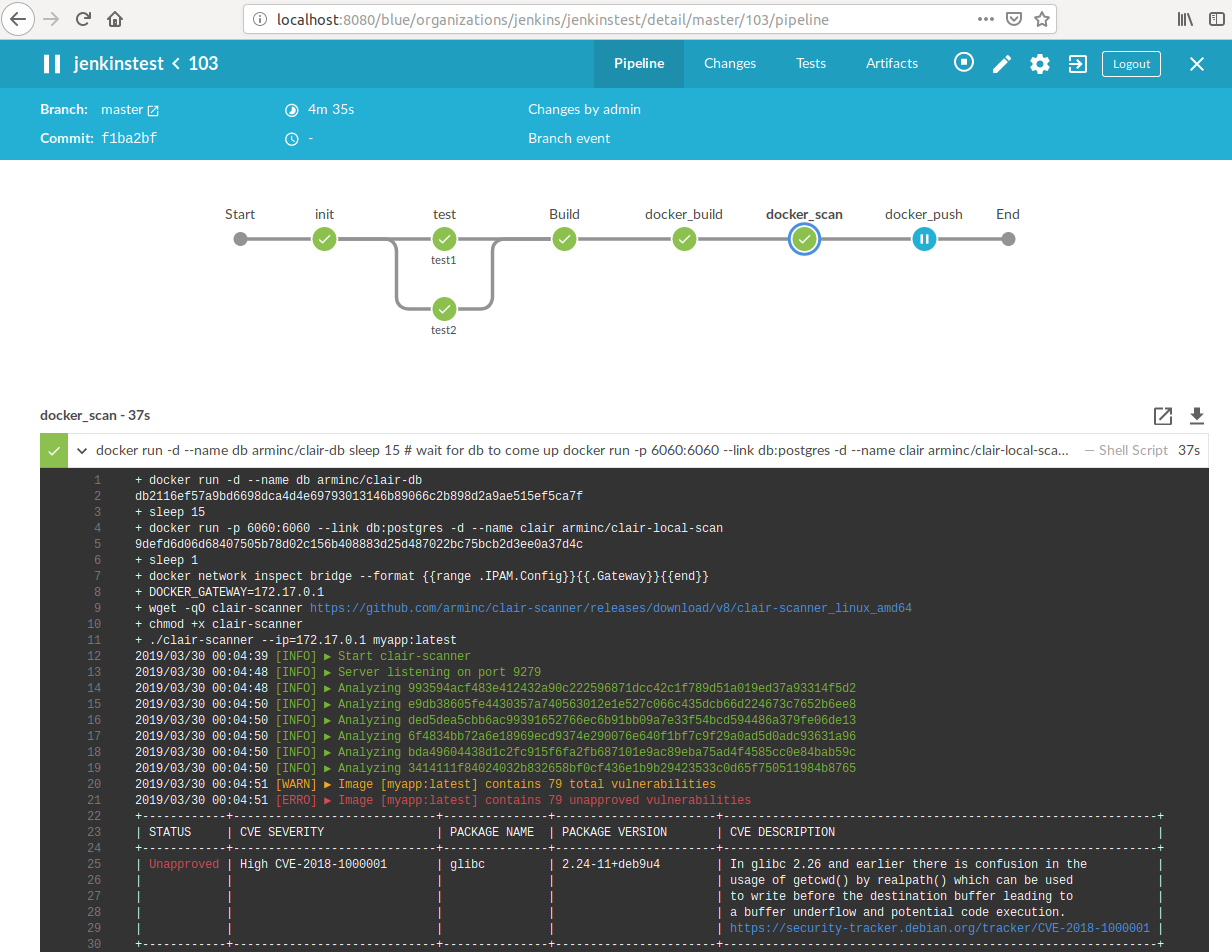 localhost:8080/blue/organizations/jenkins/jenkinstest/detail/master/103/pipeline
jenkinstest < 103 Pipeline Changes Tests Artifacts Logout
Branch: master 4m 35s Changes by admin
Commit: f1ba2bf - Branch event
Start init test Build docker_build docker_scan docker_push End
test1
test2
docker_scan - 37s
docker run -d --name db arminc/clair-db sleep 15 # wait for db to come up docker run -p 6060:6060 --link db:postgres -d --name clair arminc/clair-local-sca... — Shell Script 37s
1 + docker run -d --name db arminc/clair-db
2 db2116ef57a9bd6698dca4d4e69793013146b89066c2b898d2a9ae515ef5ca7f
3 + sleep 15
4 + docker run -p 6060:6060 --link db:postgres -d --name clair arminc/clair-local-scan
5 9defd6d06d68407505b78d02c156b408883d25d487022bc75bcb2d3ee0a37d4c
6 + sleep 1
7 + docker network inspect bridge --format {{range .IPAM.Config}}{{.Gateway}}{{end}}
8 + DOCKER_GATEWAY=172.17.0.1
9 + wget -qO clair-scanner https://github.com/arminc/clair-scanner/releases/download/v8/clair-scanner_linux_amd64
10 + chmod +x clair-scanner
11 + ./clair-scanner --ip=172.17.0.1 myapp:latest
12 2019/03/30 00:04:39 [INFO] ▶ Start clair-scanner
13 2019/03/30 00:04:48 [INFO] ▶ Server listening on port 9279
14 2019/03/30 00:04:48 [INFO] ▶ Analyzing 993594acf483e412432a90c222596871dcc42c1f789d51a019ed37a93314f5d2
15 2019/03/30 00:04:50 [INFO] ▶ Analyzing e9db38605fe4430357a740563012e1e527c066c435dcb66d224673c7652b6ee8
16 2019/03/30 00:04:50 [INFO] ▶ Analyzing ded5dea5cbb6ac99391652766ec6b91bb09a7e33f54bcd594486a379fe06de13
17 2019/03/30 00:04:50 [INFO] ▶ Analyzing 6f4834bb72a6e18969ecd9374e290076e640f1bf7c9f29a0ad5d0adc93631a96
18 2019/03/30 00:04:50 [INFO] ▶ Analyzing bda49604438d1c2fc915f6fa2fb687101e9ac89eba75ad4f4585cc0e84bab59c
19 2019/03/30 00:04:50 [INFO] ▶ Analyzing 3414111f84024032b832658bf0cf436e1b9b29423533c0d65f750511984b8765
20 2019/03/30 00:04:51 [WARN] ▶ Image [myapp:latest] contains 79 total vulnerabilities
21 2019/03/30 00:04:51 [ERRO] ▶ Image [myapp:latest] contains 79 unapproved vulnerabilities
22 +------------+-----------------------------+---------------+-----------------------+--------------------------------------------------------------+
23 | STATUS | CVE SEVERITY | PACKAGE NAME | PACKAGE VERSION | CVE DESCRIPTION |
24 +------------+-----------------------------+---------------+-----------------------+--------------------------------------------------------------+
25 | Unapproved | High CVE-2018-1000001 | glibc | 2.24-11+deb9u4 | In glibc 2.26 and earlier there is confusion in the |
26 | | | | | usage of getcwd() by realpath() which can be used |
27 | | | | | to write before the destination buffer leading to |
28 | | | | | a buffer underflow and potential code execution. |
29 | | | | | https://security-tracker.debian.org/tracker/CVE-2018-1000001 |
30 +------------+-----------------------------+---------------+-----------------------+--------------------------------------------------------------+